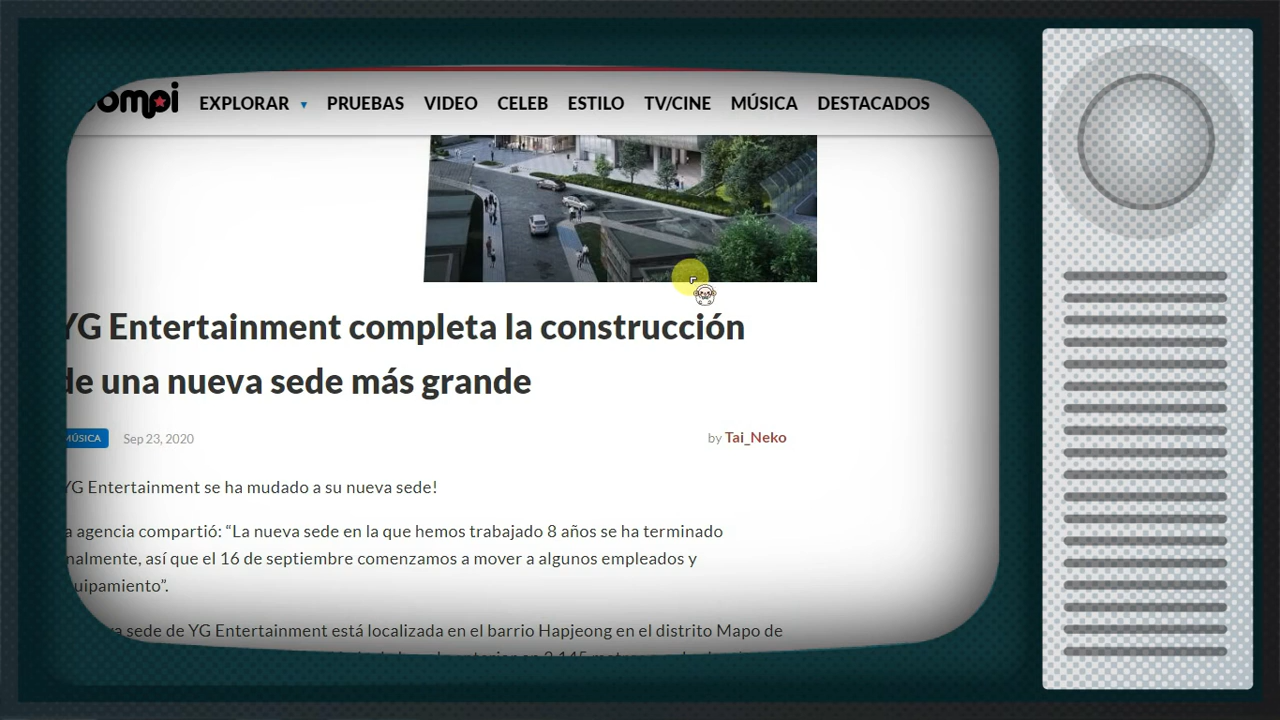 ompi EXPLORAR ▼ PRUEBAS VIDEO CELEB ESTILO TV/CINE MÚSICA DESTACADOS
YG Entertainment completa la construcción
de una nueva sede más grande
MÚSICA Sep 23, 2020 by Tai_Neko
YG Entertainment se ha mudado a su nueva sede!
a agencia compartió: “La nueva sede en la que hemos trabajado 8 años se ha terminado
nalmente, así que el 16 de septiembre comenzamos a mover a algunos empleados y
uipamiento”.
va sede de YG Entertainment está localizada en el barrio Hapjeong en el distrito Mapo de